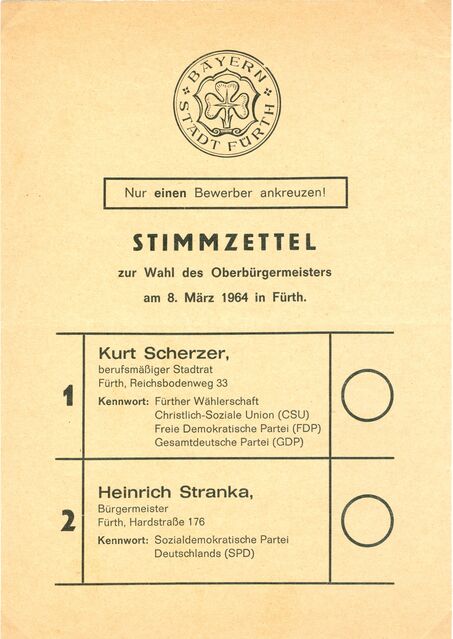 BAYERN
STADT FÜRTH
Nur einen Bewerber ankreuzen!
STIMMZETTEL
zur Wahl des Oberbürgermeisters
am 8. März 1964 in Fürth.
1
Kurt Scherzer,
berufsmäßiger Stadtrat
Fürth, Reichsbodenweg 33
Kennwort: Fürther Wählerschaft
Christlich-Soziale Union (CSU)
Freie Demokratische Partei (FDP)
Gesamtdeutsche Partei (GDP)
2
Heinrich Stranka,
Bürgermeister
Fürth, Hardstraße 176
Kennwort: Sozialdemokratische Partei
Deutschlands (SPD)